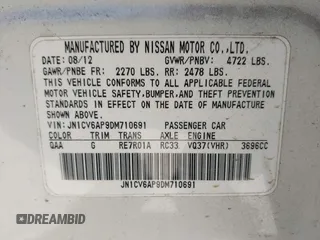 MANUFACTURED BY NISSAN MOTOR CO.,LTD.
DATE: 08/12 GVWR/PNBV: 4722 LBS.
GAWR/PNBE FR: 2270 LBS. RR: 2478 LBS.
THIS VEHICLE CONFORMS TO ALL APPLICABLE FEDERAL
MOTOR VEHICLE SAFETY,BUMPER,AND THEFT PREVENTION
STANDARDS IN EFFECT ON THE DATE OF MANUFACTURE
SHOWN ABOVE.
VIN: JN1CV6AP9DM710691 PASSENGER CAR
COLOR TRIM TRANS AXLE ENGINE
QAA G RE7R01A RC33 VQ37(VHR) 3696CC
JN1CV6AP9DM710691
AUTOBIDMASTER